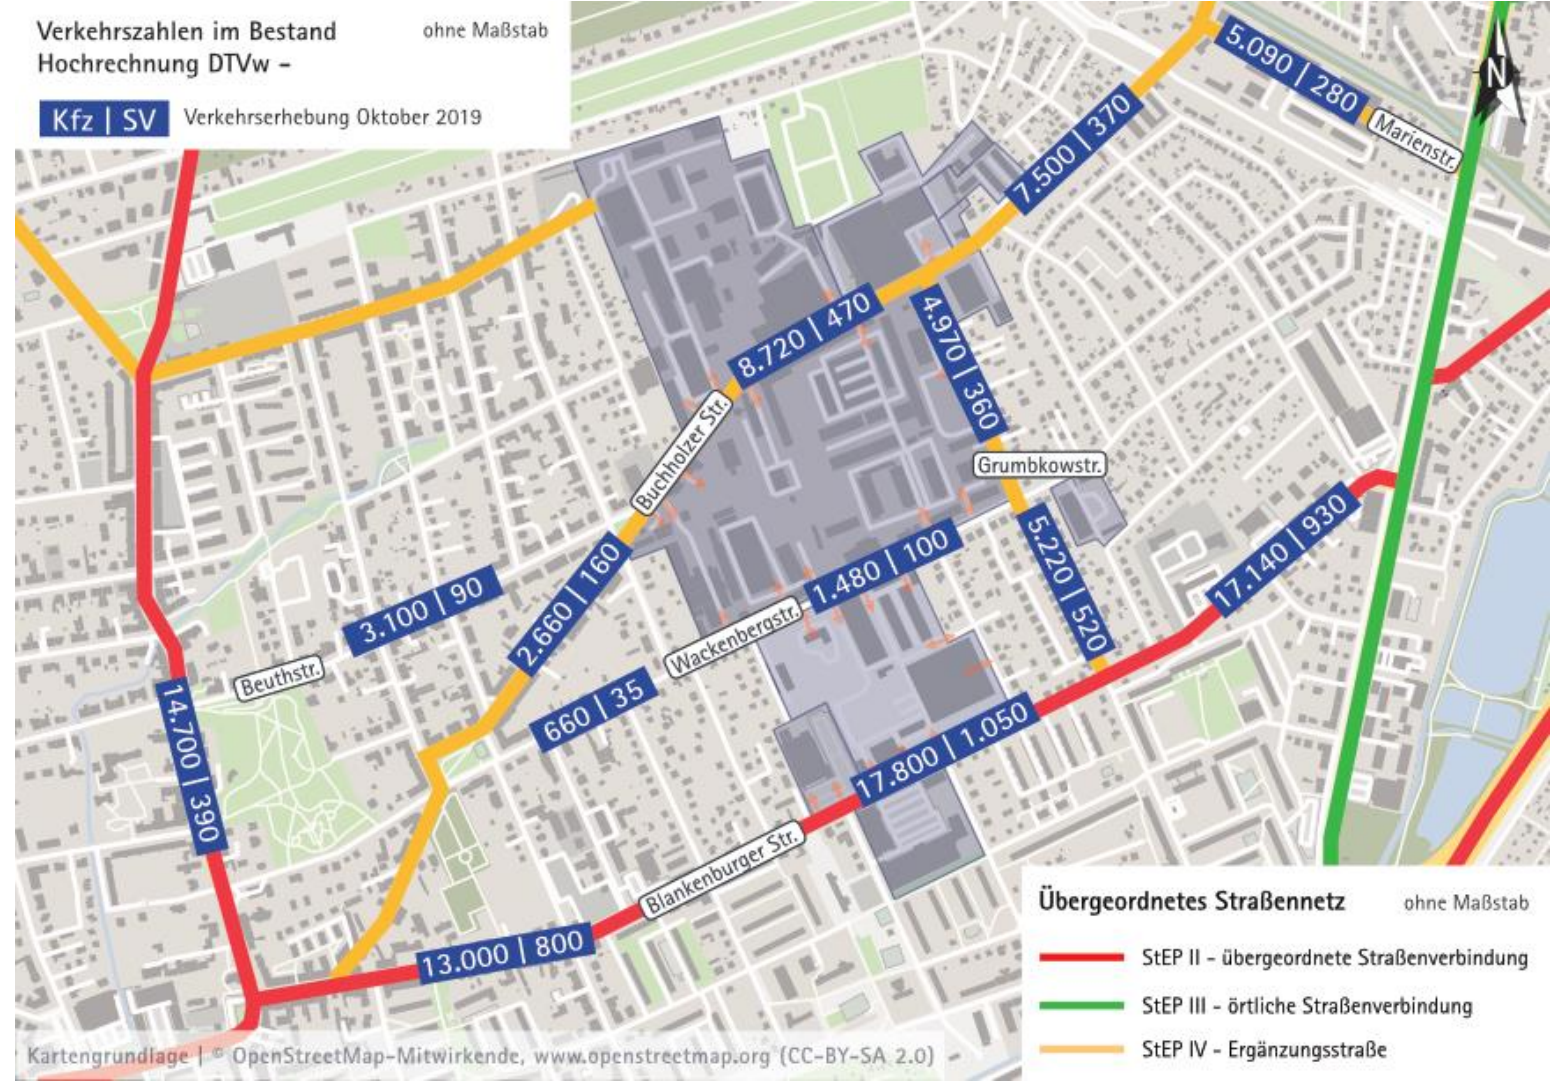 Verkehrszahlen im Bestand
ohne Maßstab
Hochrechnung DTVw -
Kfz | SV
Verkehrserhebung Oktober 2019
N
5.090 | 280
Marienstr.
7.500 | 370
8.720 | 470
4.970 | 360
Buchholzer Str.
Grumbkowstr.
17.140 | 930
5.220 | 520
1.480 | 100
2.660 | 160
3.100 | 90
Wackenbergstr.
Beuthstr.
660 | 35
14.700 | 390
17.800 | 1.050
Blankenburger Str.
13.000 | 800
Übergeordnetes Straßennetz
ohne Maßstab
StEP II - übergeordnete Straßenverbindung
StEP III - örtliche Straßenverbindung
StEP IV - Ergänzungsstraße
Kartengrundlage | © OpenStreetMap-Mitwirkende, www.openstreetmap.org (CC-BY-SA 2.0)